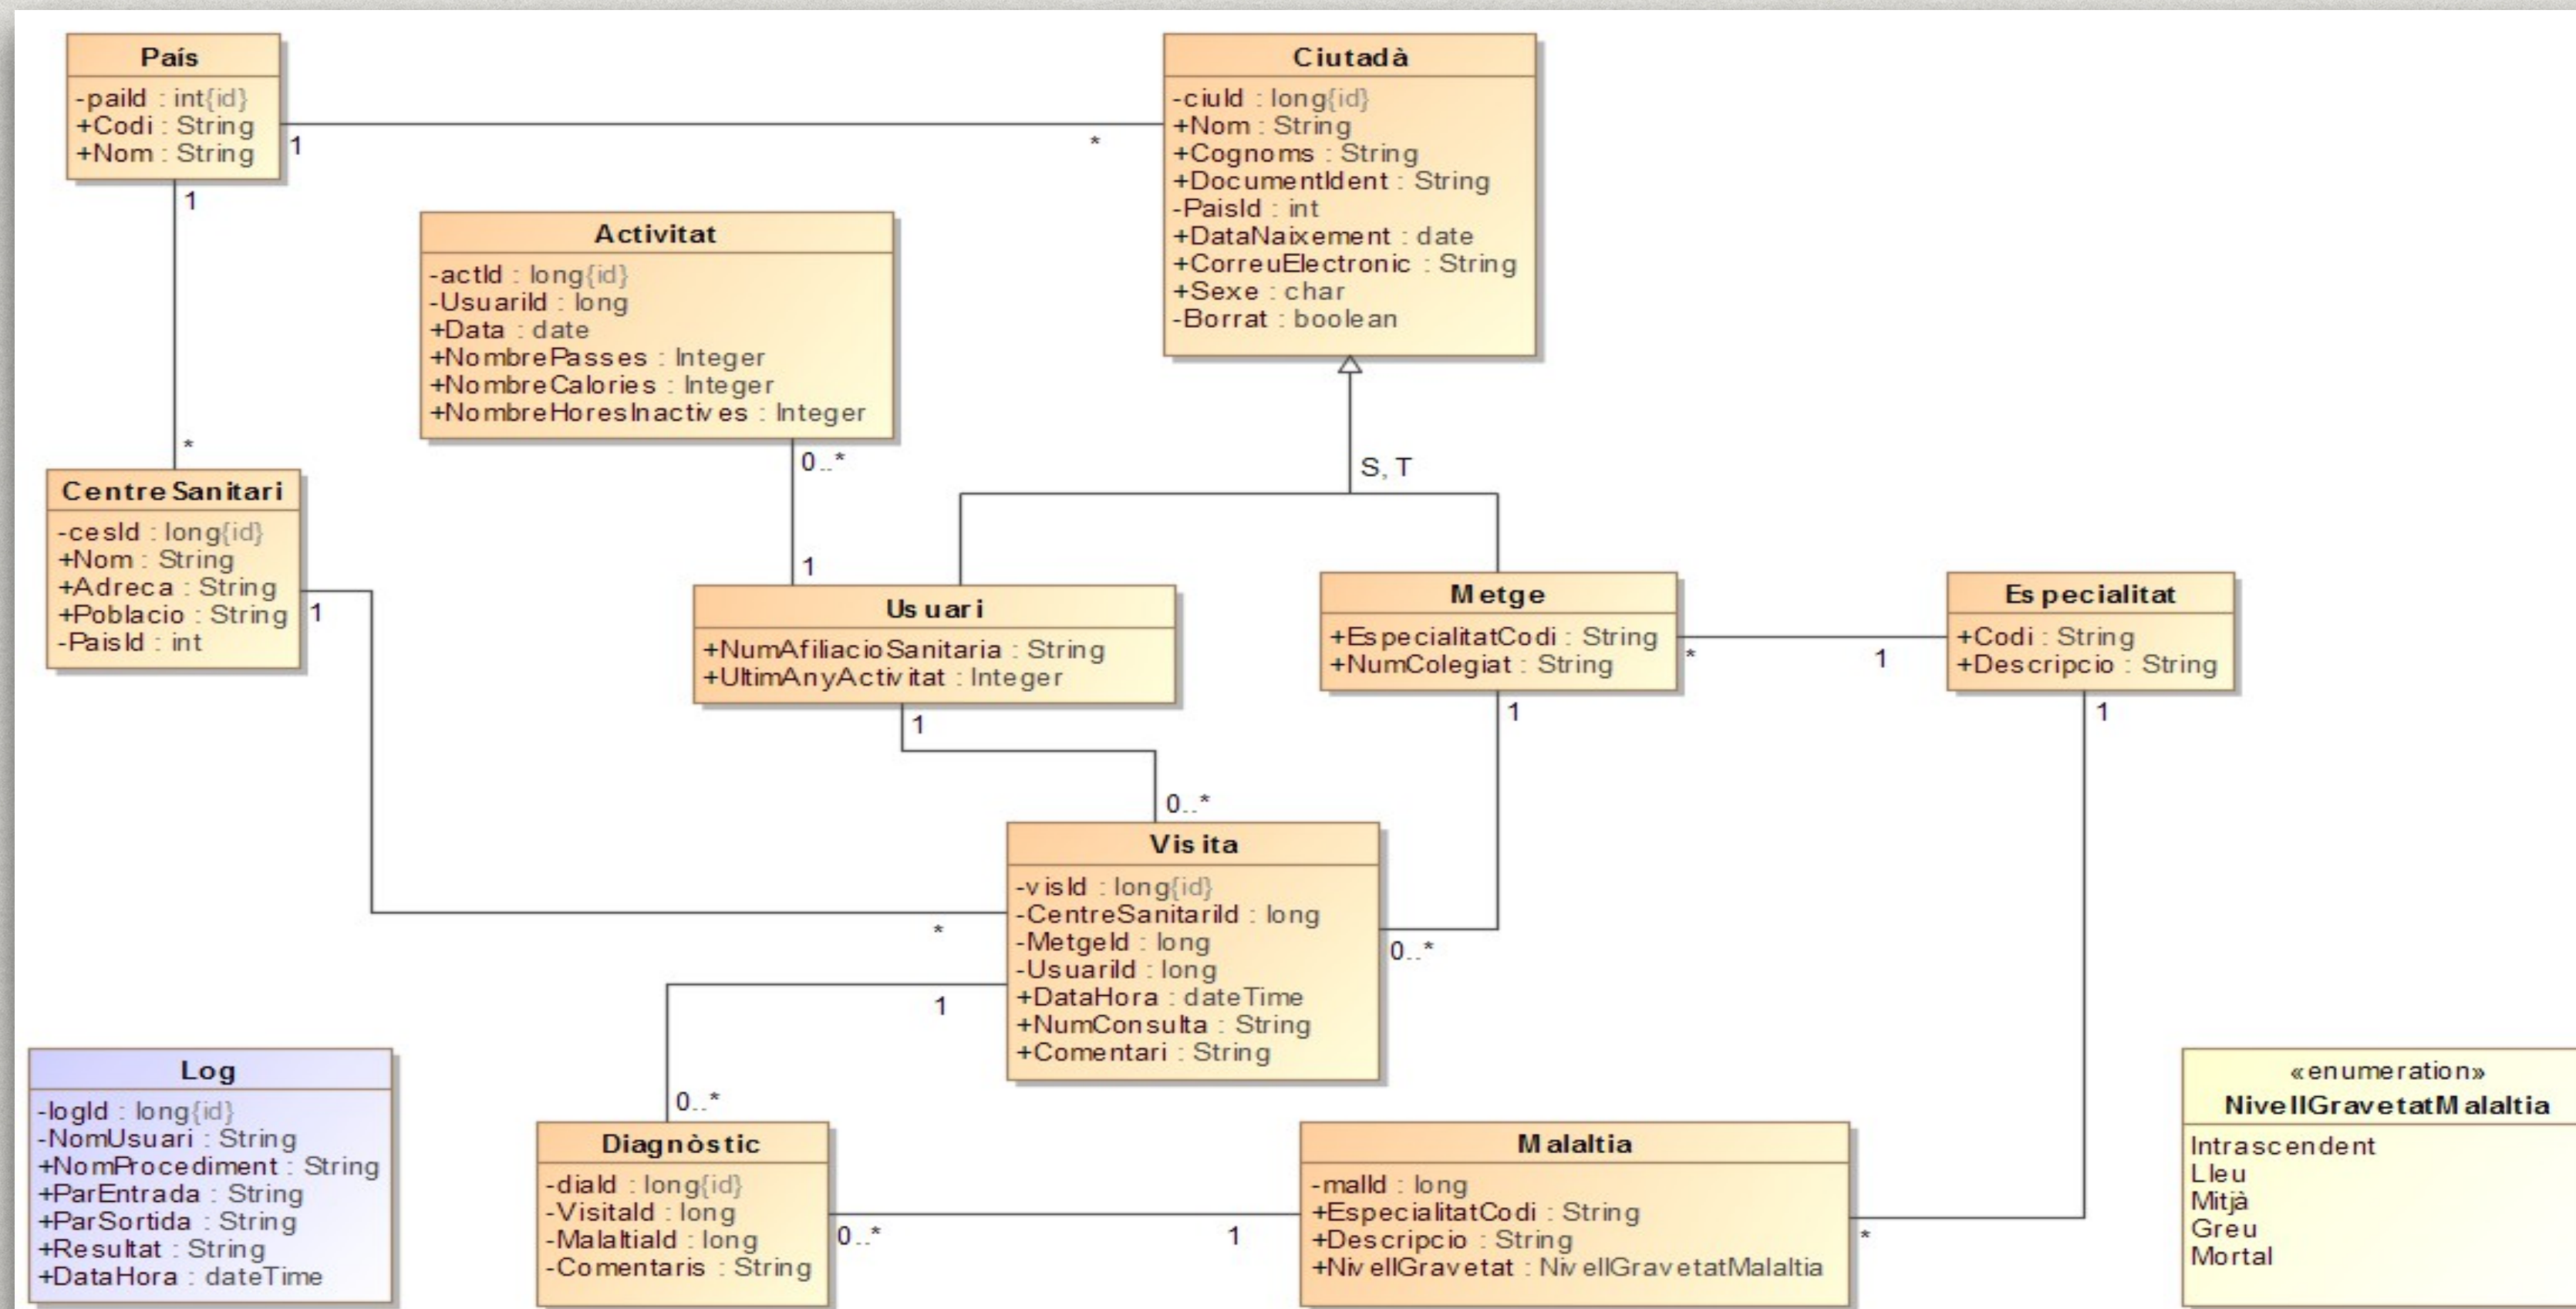 País
-paiId : int{id}
+Codi : String
+Nom : String
1
*
1
*
Ciutadà
-ciuId : long{id}
+Nom : String
+Cognoms : String
+DocumentIdent : String
-PaisId : int
+DataNaixement : date
+CorreuElectronic : String
+Sexe : char
-Borrat : boolean
Activitat
-actId : long{id}
-UsuariId : long
+Data : date
+NombrePasses : Integer
+NombreCalories : Integer
+NombreHoresInactives : Integer
0..*
1
S, T
CentreSanitari
-cesId : long{id}
+Nom : String
+Adreca : String
+Poblacio : String
-PaisId : int
1
Usuari
+NumAfiliacioSanitaria : String
+UltimAnyActivitat : Integer
1
0..*
Metge
+EspecialitatCodi : String
+NumColegiat : String
*
1
1
Especialitat
+Codi : String
+Descripcio : String
1
Visita
-visId : long{id}
-CentreSanitariId : long
-MetgeId : long
-UsuariId : long
+DataHora : dateTime
+NumConsulta : String
+Comentari : String
*
0..*
1
0..*
Log
-logId : long{id}
-NomUsuari : String
+NomProcediment : String
+ParEntrada : String
+ParSortida : String
+Resultat : String
+DataHora : dateTime
Diagnòstic
-diaId : long{id}
-VisitaId : long
-MalaltiaId : long
-Comentaris : String
0..*
1
Malaltia
-malId : long
+EspecialitatCodi : String
+Descripcio : String
+NivellGravetat : NivellGravetatMalaltia
*
«enumeration»
NivellGravetatMalaltia
Intrascendent
Lleu
Mitjà
Greu
Mortal